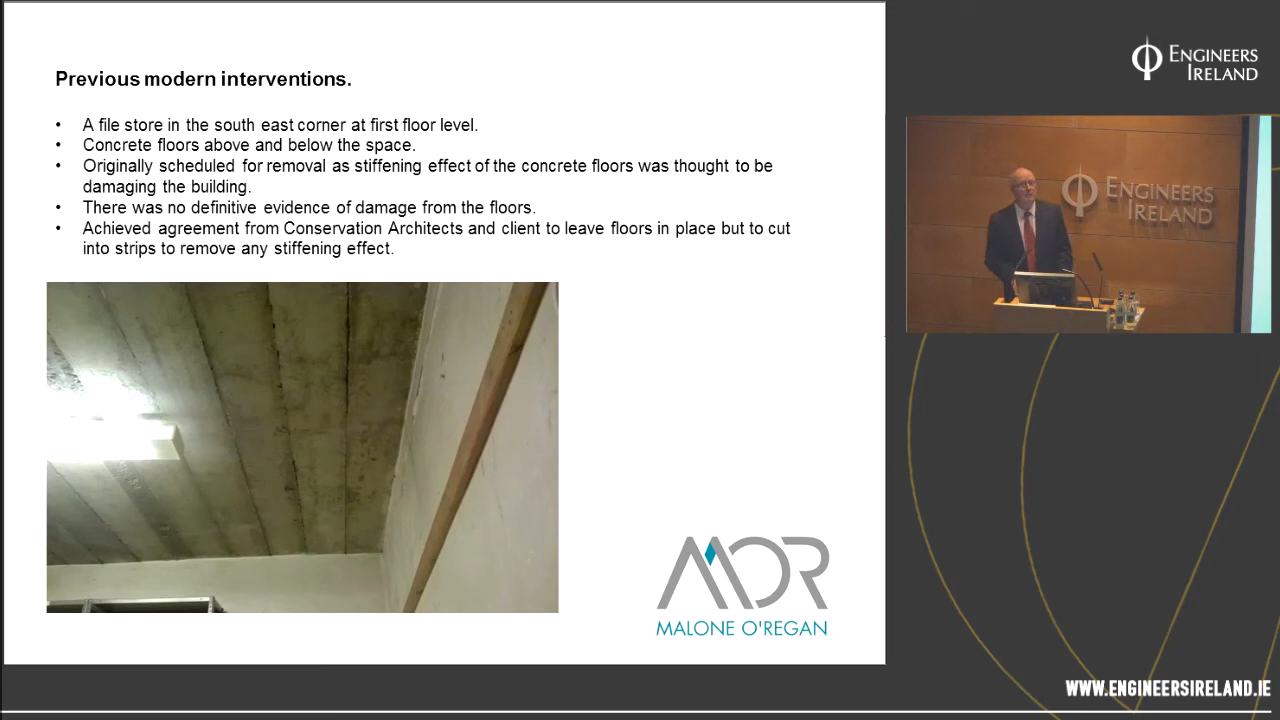 Previous modern interventions.
• A file store in the south east corner at first floor level.
• Concrete floors above and below the space.
• Originally scheduled for removal as stiffening effect of the concrete floors was thought to be
damaging the building.
• There was no definitive evidence of damage from the floors.
• Achieved agreement from Conservation Architects and client to leave floors in place but to cut
into strips to remove any stiffening effect.
MOR
MALONE O'REGAN
ENGINEERS
IRELAND
ENGINEERS
IRELAND
WWW.ENGINEERSIRELAND.IE